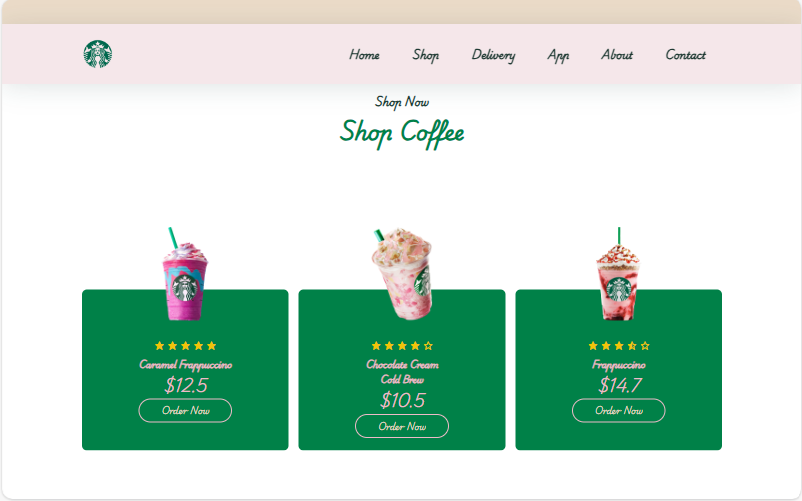 Home Shop Delivery App About Contact
Shop Now
Shop Coffee
Caramel Frappuccino
$12.5
Order Now
Chocolate Cream
Cold Brew
$10.5
Order Now
Frappuccino
$14.7
Order Now